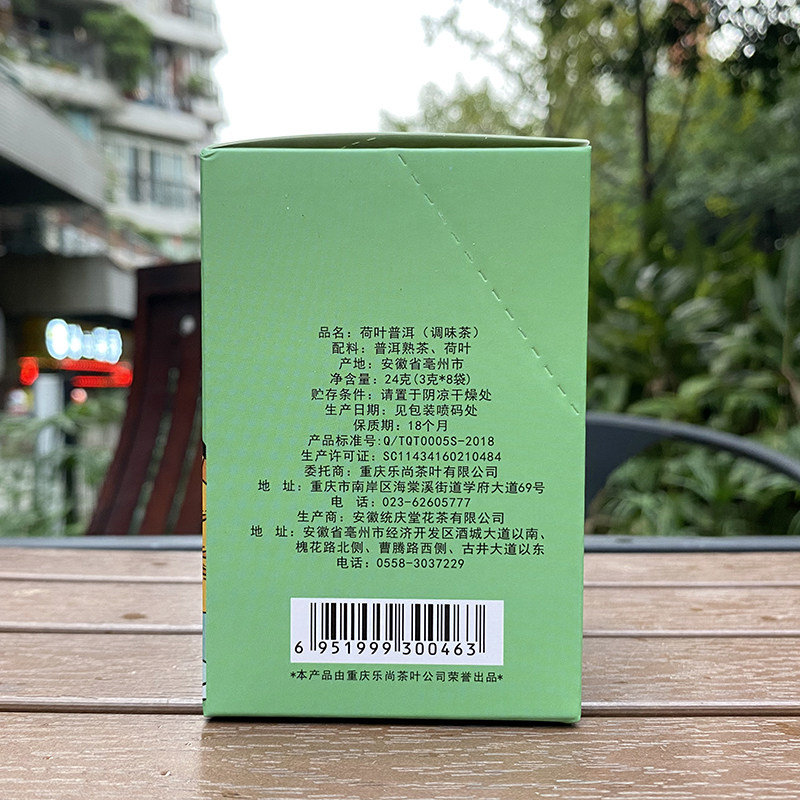 品名：荷叶普洱（调味茶）
配料：普洱熟茶、荷叶
产地：安徽省亳州市
净含量：24克(3克*8袋)
贮存条件：请置于阴凉干燥处
生产日期：见包装喷码处
保质期：18个月
产品标准号：Q/TQT0005S-2018
生产许可证：SC11434160210484
委托商：重庆乐尚茶叶有限公司
地 址：重庆市南岸区海棠溪街道学府大道69号
电 话：023-62605777
生产商：安徽统庆堂花茶有限公司
地 址：安徽省亳州市经济开发区酒城大道以南、
槐花路北侧、曹腾路西侧、古井大道以东
电话：0558-3037229
6 951999 300463
*本产品由重庆乐尚茶叶公司荣誉出品*